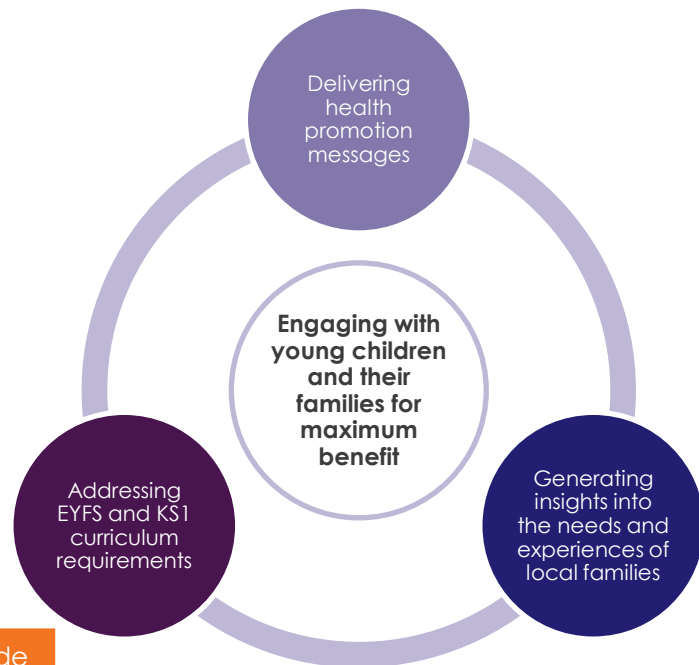 Delivering
health
promotion
messages
Engaging with
young children
and their
families for
maximum
benefit
Addressing
EYFS and KS1
curriculum
requirements
Generating
insights into
the needs and
experiences of
local families
de